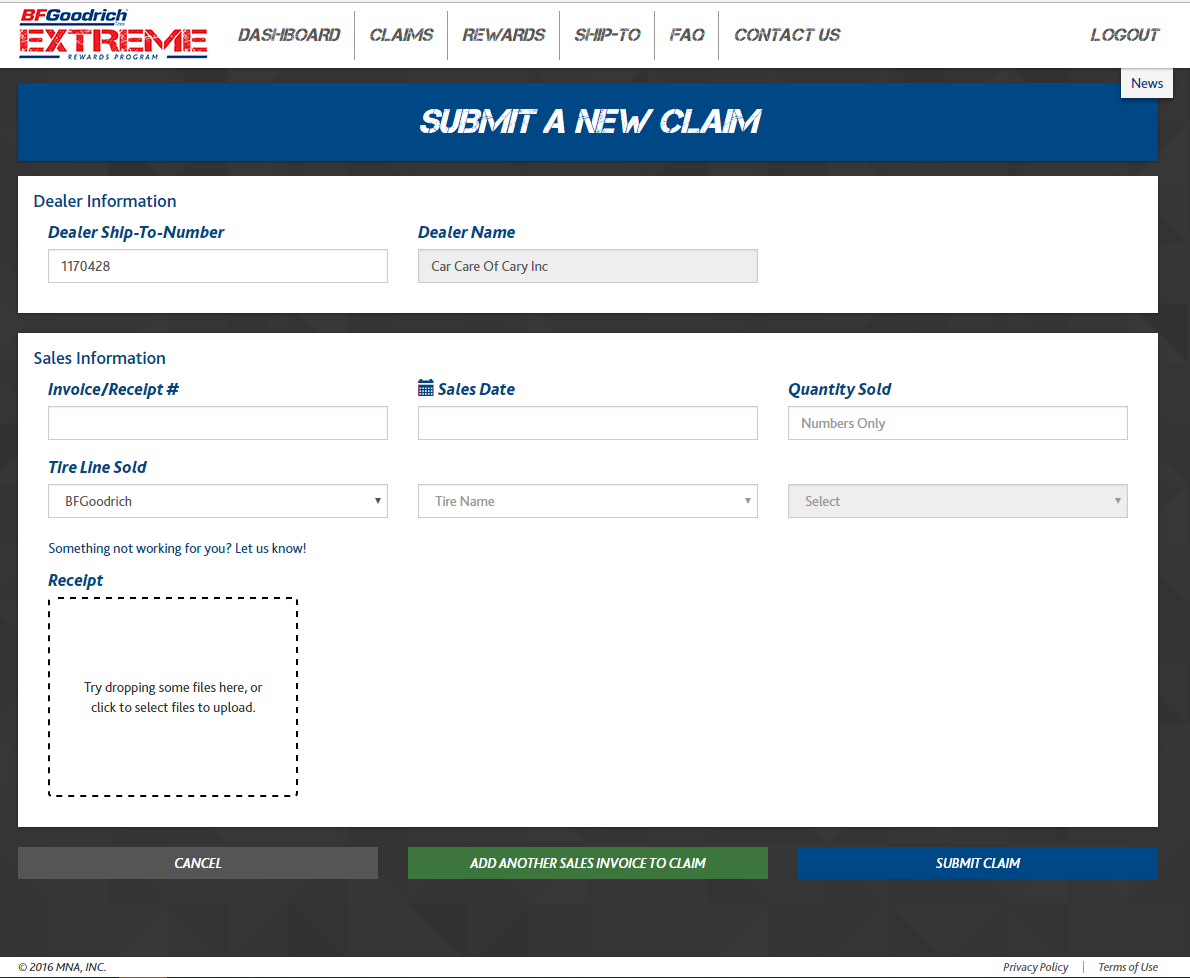 BFGoodrich
EXTREME
REWARDS PROGRAM
DASHBOARD
CLAIMS
REWARDS
SHIP-TO
FAQ
CONTACT US
LOGOUT
News
SUBMIT A NEW CLAIM
Dealer Information
Dealer Ship-To-Number
Dealer Name
1170428
Car Care Of Cary Inc
Sales Information
Invoice/Receipt #
Sales Date
Quantity Sold
Numbers Only
Tire Line Sold
BFGoodrich
Tire Name
Select
Something not working for you? Let us know!
Receipt
Try dropping some files here, or
click to select files to upload.
CANCEL
ADD ANOTHER SALES INVOICE TO CLAIM
SUBMIT CLAIM
© 2016 MNA, INC.
Privacy Policy
Terms of Use